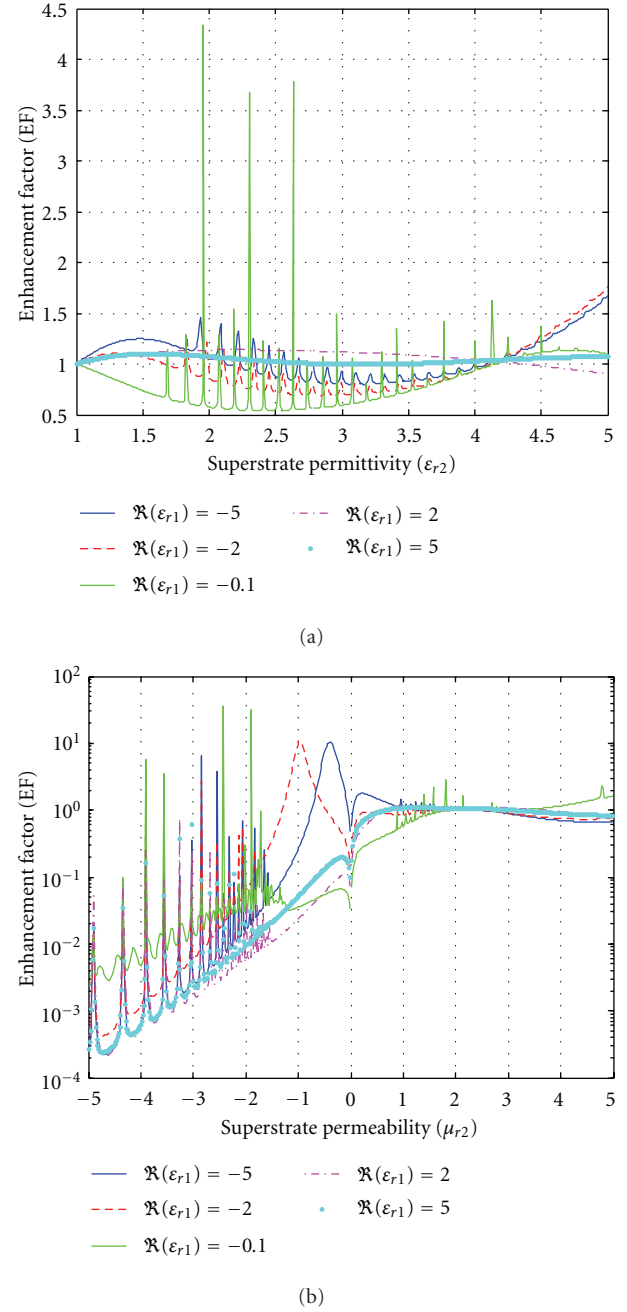 4.5
4
3.5
3
2.5
2
1.5
1
0.5
Enhancement factor (EF)
1 1.5 2 2.5 3 3.5 4 4.5 5
Superstrate permittivity (εr2)
ℜ(εr1) = −5
ℜ(εr1) = −2
ℜ(εr1) = −0.1
ℜ(εr1) = 2
ℜ(εr1) = 5
(a)
10^2
10^1
10^0
10^−1
10^−2
10^−3
10^−4
Enhancement factor (EF)
−5 −4 −3 −2 −1 0 1 2 3 4 5
Superstrate permeability (μr2)
ℜ(εr1) = −5
ℜ(εr1) = −2
ℜ(εr1) = −0.1
ℜ(εr1) = 2
ℜ(εr1) = 5
(b)